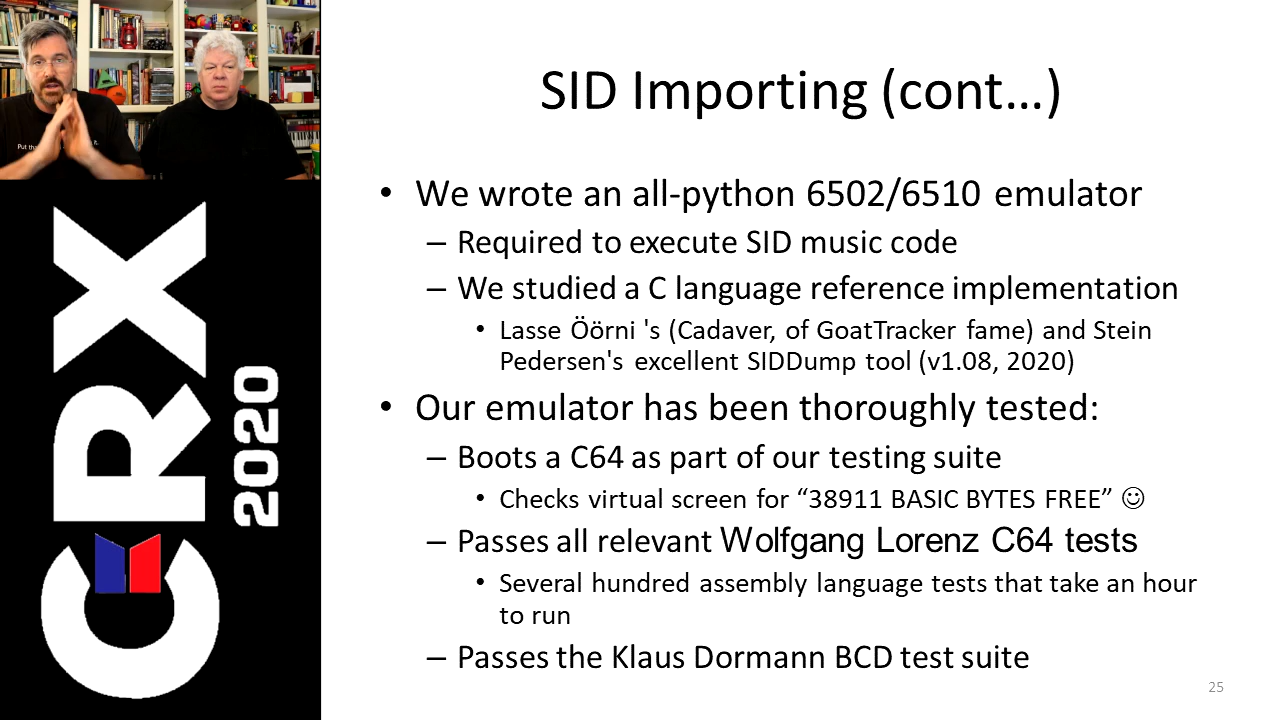 SID Importing (cont…)
• We wrote an all-python 6502/6510 emulator
– Required to execute SID music code
– We studied a C language reference implementation
• Lasse Öörni 's (Cadaver, of GoatTracker fame) and Stein
Pedersen's excellent SIDDump tool (v1.08, 2020)
• Our emulator has been thoroughly tested:
– Boots a C64 as part of our testing suite
• Checks virtual screen for “38911 BASIC BYTES FREE” ☺
– Passes all relevant Wolfgang Lorenz C64 tests
• Several hundred assembly language tests that take an hour
to run
– Passes the Klaus Dormann BCD test suite
25
CRX
2020
Put